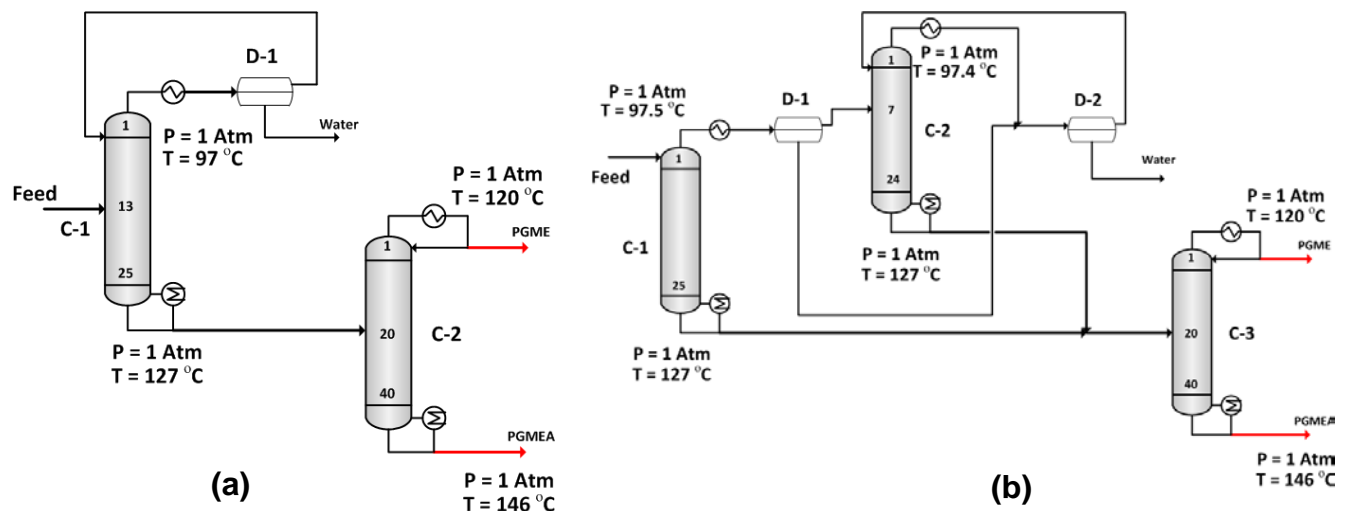 D-1
1
P = 1 Atm
T = 97 °C
Water
Feed
C-1
13
25
P = 1 Atm
T = 127 °C
P = 1 Atm
T = 120 °C
PGME
1
20
C-2
40
PGMEA
P = 1 Atm
T = 146 °C
(a)
P = 1 Atm
T = 97.5 °C
Feed
1
C-1
25
P = 1 Atm
T = 127 °C
D-1
1
P = 1 Atm
T = 97.4 °C
7
C-2
24
P = 1 Atm
T = 127 °C
D-2
Water
P = 1 Atm
T = 120 °C
PGME
1
C-3
20
40
PGMEA
P = 1 Atm
T = 146 °C
(b)